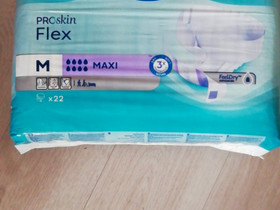 PROskin
Flex
M MAXI
3
FeelDry
x22